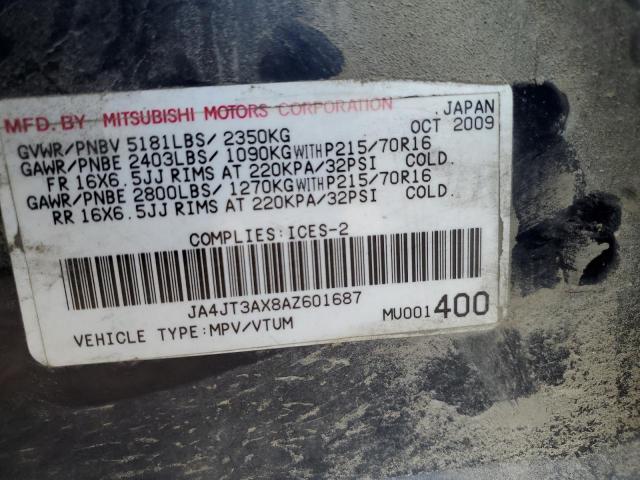 MFD. BY MITSUBISHI MOTORS CORPORATION JAPAN
GVWR/PNBV 5181LBS/ 2350KG OCT 2009
GAWR/PNBE 2403LBS/ 1090KG WITH P215/70R16
FR 16X6.5JJ RIMS AT 220KPA/32PSI COLD.
GAWR/PNBE 2800LBS/ 1270KG WITH P215/70R16
RR 16X6.5JJ RIMS AT 220KPA/32PSI COLD.
COMPLIES:ICES-2
JA4JT3AX8AZ601687
VEHICLE TYPE:MPV/VTUM MU001400